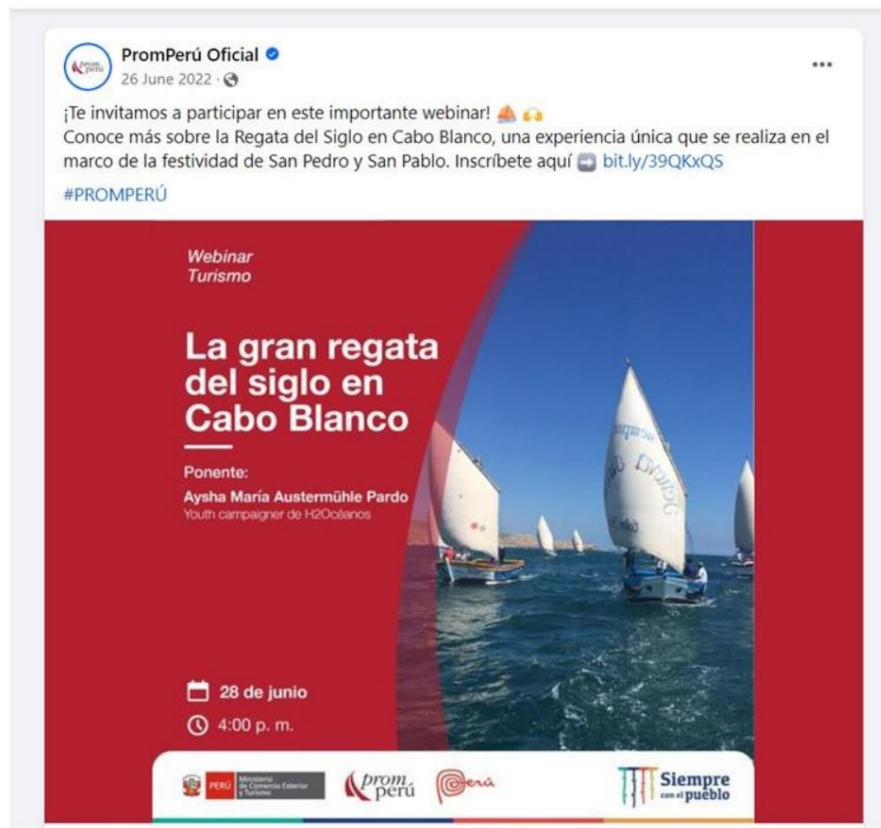 PromPerú Oficial
26 June 2022
¡Te invitamos a participar en este importante webinar!
Conoce más sobre la Regata del Siglo en Cabo Blanco, una experiencia única que se realiza en el
marco de la festividad de San Pedro y San Pablo. Inscríbete aquí bit.ly/39QKxQS
#PROMPERÚ
Webinar
Turismo
La gran regata
del siglo en
Cabo Blanco
Ponente:
Aysha María Austermühle Pardo
Youth campaigner de H2Océanos
28 de junio
4:00 p. m.
PERÚ
Ministerio
de Comercio Exterior
y Turismo
prom
perú
Perú
Siempre
con el pueblo